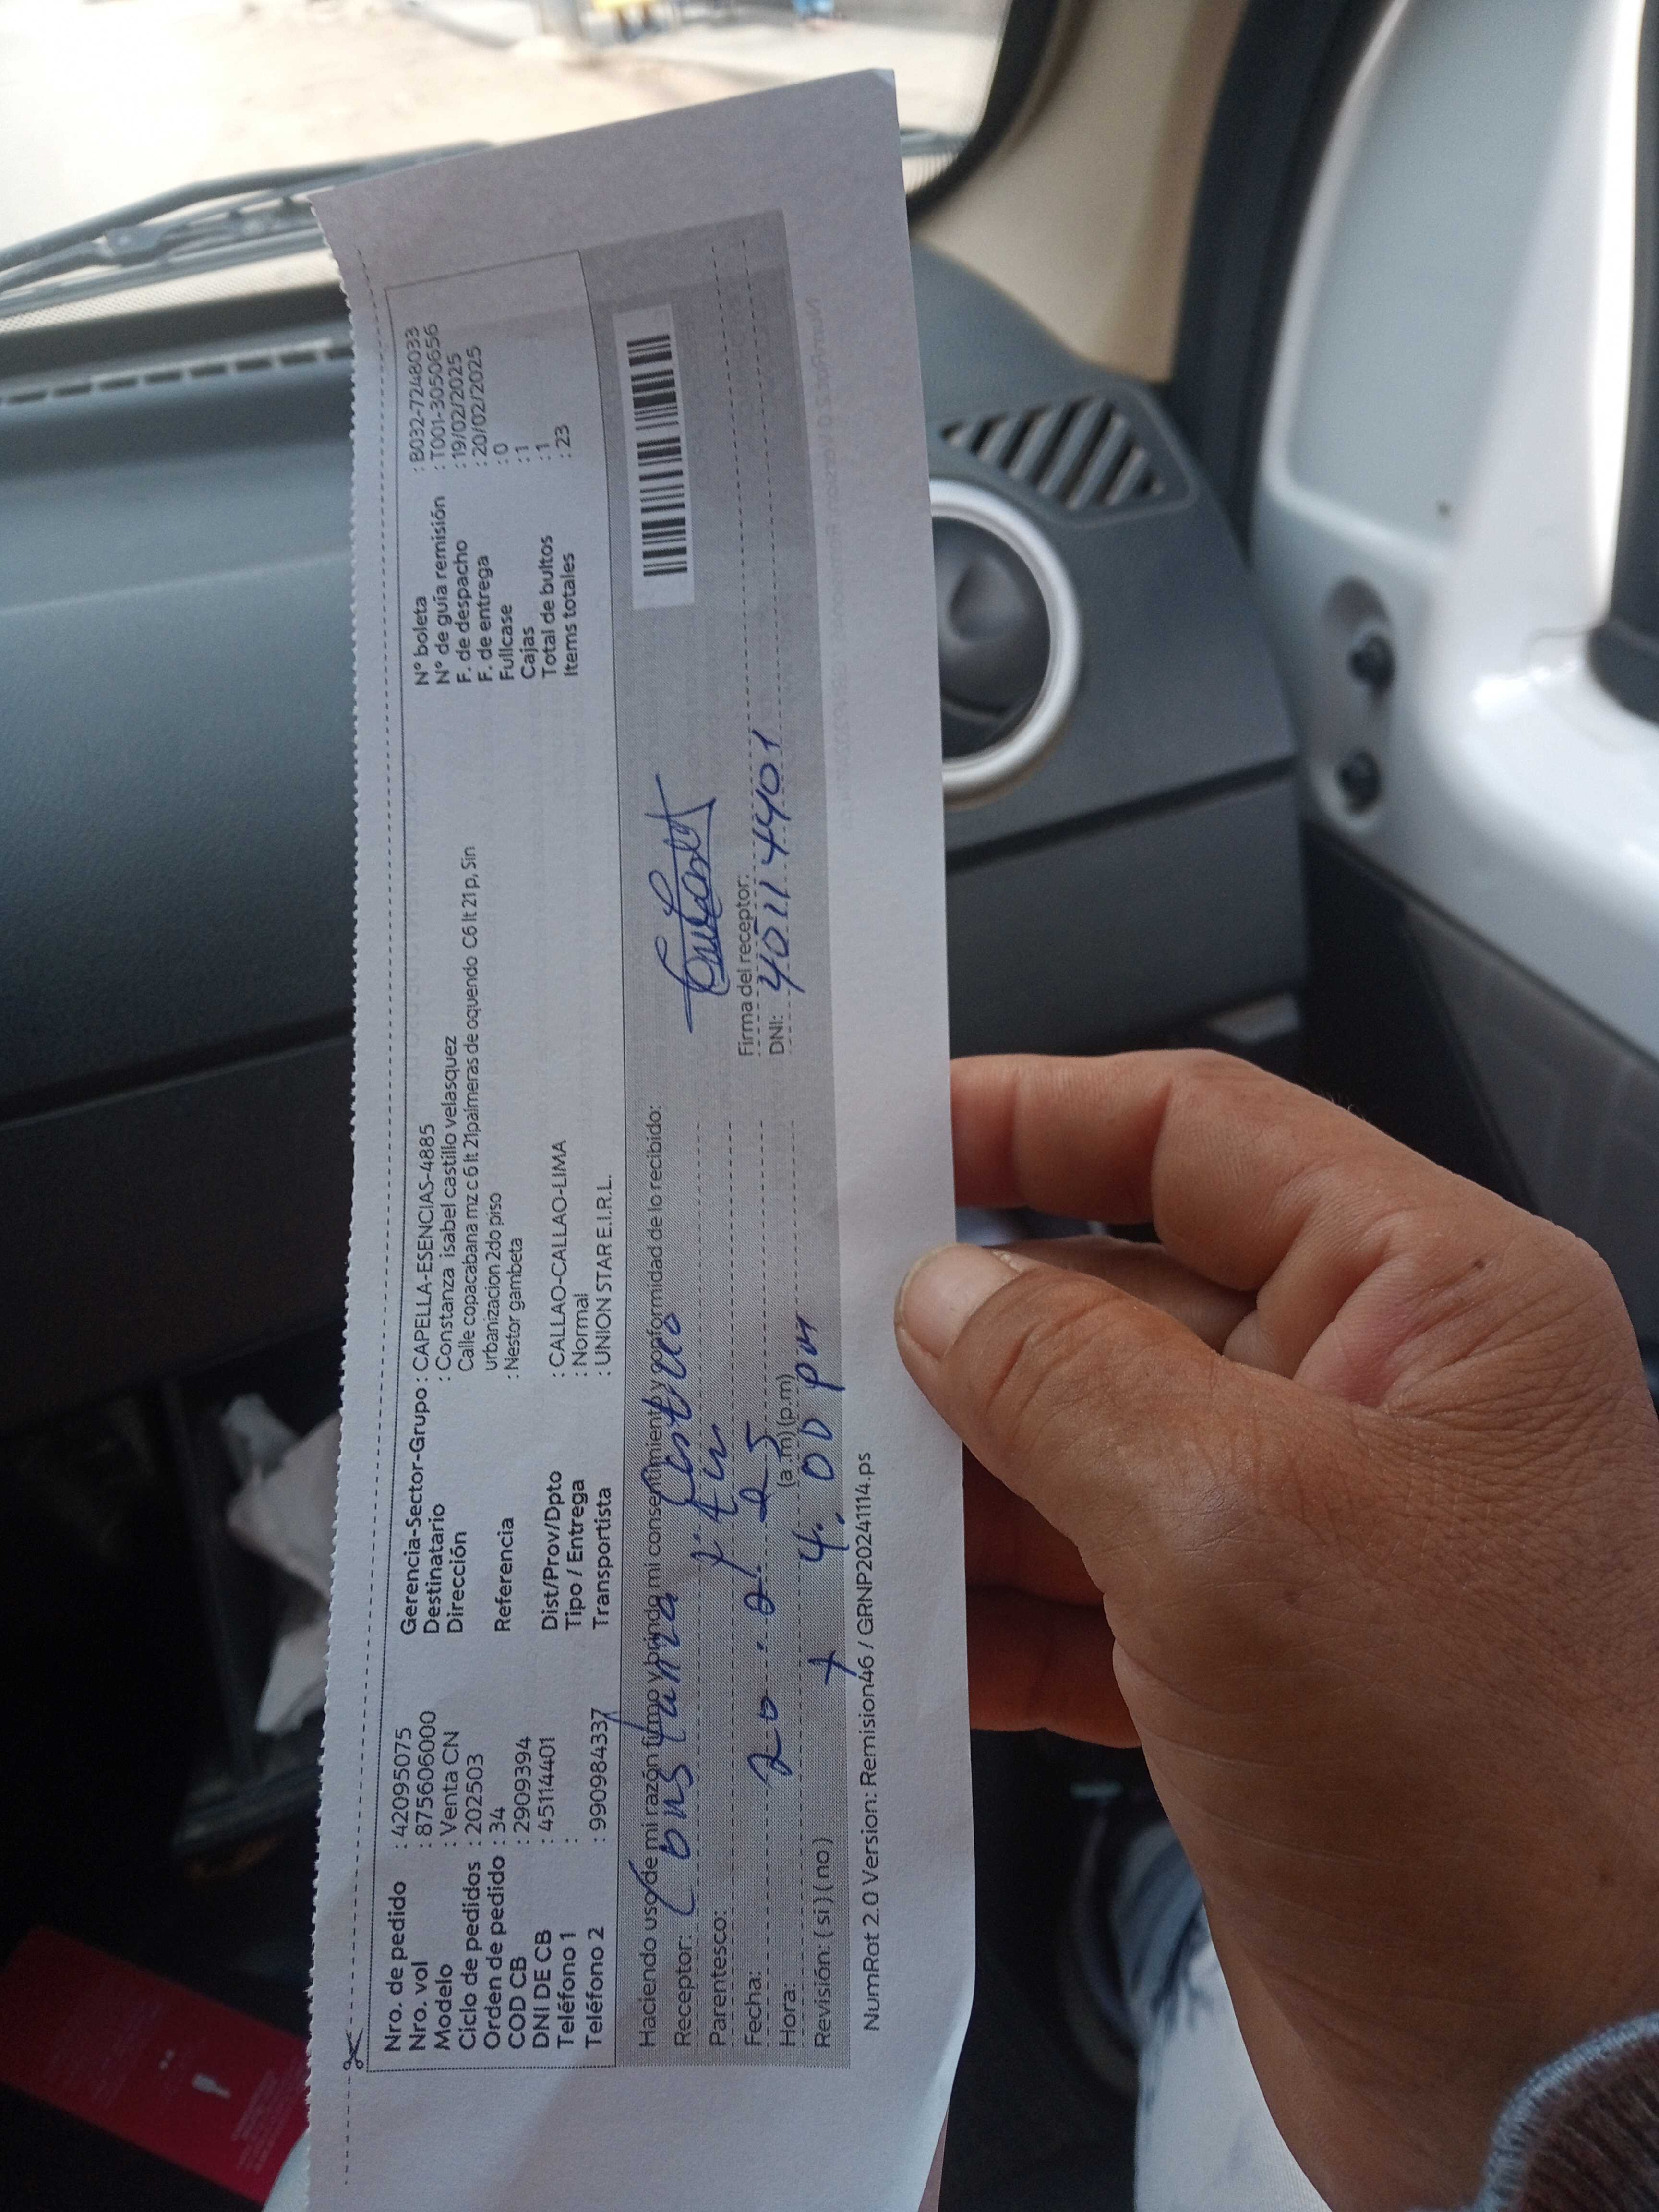 Nro. de pedido : 42095075
Nro. vol : 875606000
Modelo : Venta CN
Ciclo de pedidos : 202503
Orden de pedido : 34
COD CB : 2909394
DNI DE CB : 45114401
Teléfono 1 :
Teléfono 2 : 990984337
Gerencia-Sector-Grupo : CAPELLA-ESENCIAS-4885
Destinatario : Constanza isabel castillo velasquez
Dirección Calle copacabana mz c 6 lt 21palmeras de oquendo C6 lt 21 p, Sin
urbanizacion 2do piso
Referencia : Nestor gambeta
Dist/Prov/Dpto : CALLAO-CALLAO-LIMA
Tipo / Entrega : Normal
Transportista : UNION STAR E.I.R.L.
N° boleta : B032-7248033
N° de guía remisión : T001-30506656
F. de despacho : 19/02/2025
F. de entrega : 20/02/2025
Fullcase : 0
Cajas : 1
Total de bultos : 1
Items totales : 23
Haciendo uso de mi razón firmo y brindo mi consentimiento y conformidad de lo recibido:
Receptor: Constanza Castillo
Parentesco:
Fecha: 20
Hora: 4:00 pm (a.m)(p.m)
Revisión: ( si ) ( no )
Firma del receptor:
DNI:
NumRot 2.0 Version: Remision46 / GRNP20241114.ps